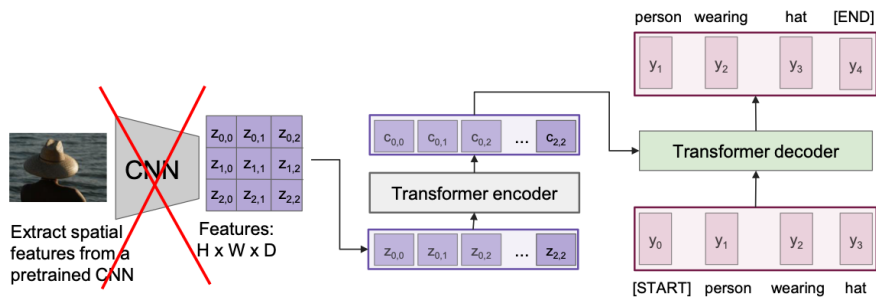 person wearing hat [END]
y1 y2 y3 y4
CNN
z0,0 z0,1 z0,2
z1,0 z1,1 z1,2
z2,0 z2,1 z2,2
Extract spatial
features from a
pretrained CNN
Features:
H x W x D
c0,0 c0,1 c0,2 ... c2,2
Transformer encoder
z0,0 z0,1 z0,2 ... z2,2
Transformer decoder
y0 y1 y2 y3
[START] person wearing hat